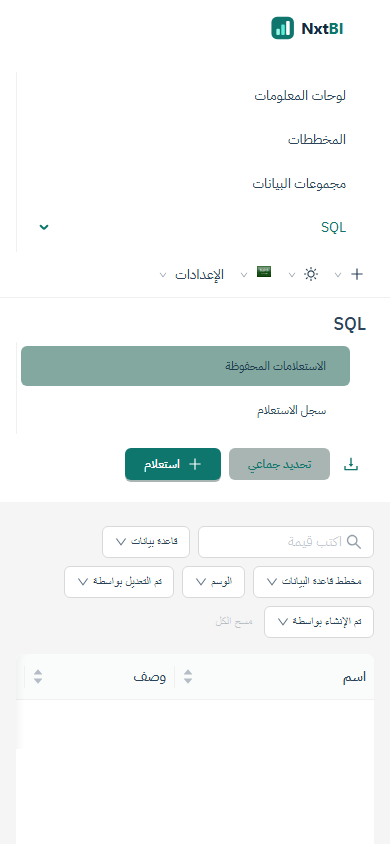 NxtBI
لوحات المعلومات
المخططات
مجموعات البيانات
SQL
الإعدادات
SQL
الاستعلامات المحفوظة
سجل الاستعلام
تحديد جماعي
استعلام
اكتب قيمة
قاعدة بيانات
مخطط قاعدة البيانات
الوسم
تم التعديل بواسطة
تم الإنشاء بواسطة
مسح الكل
اسم
وصف